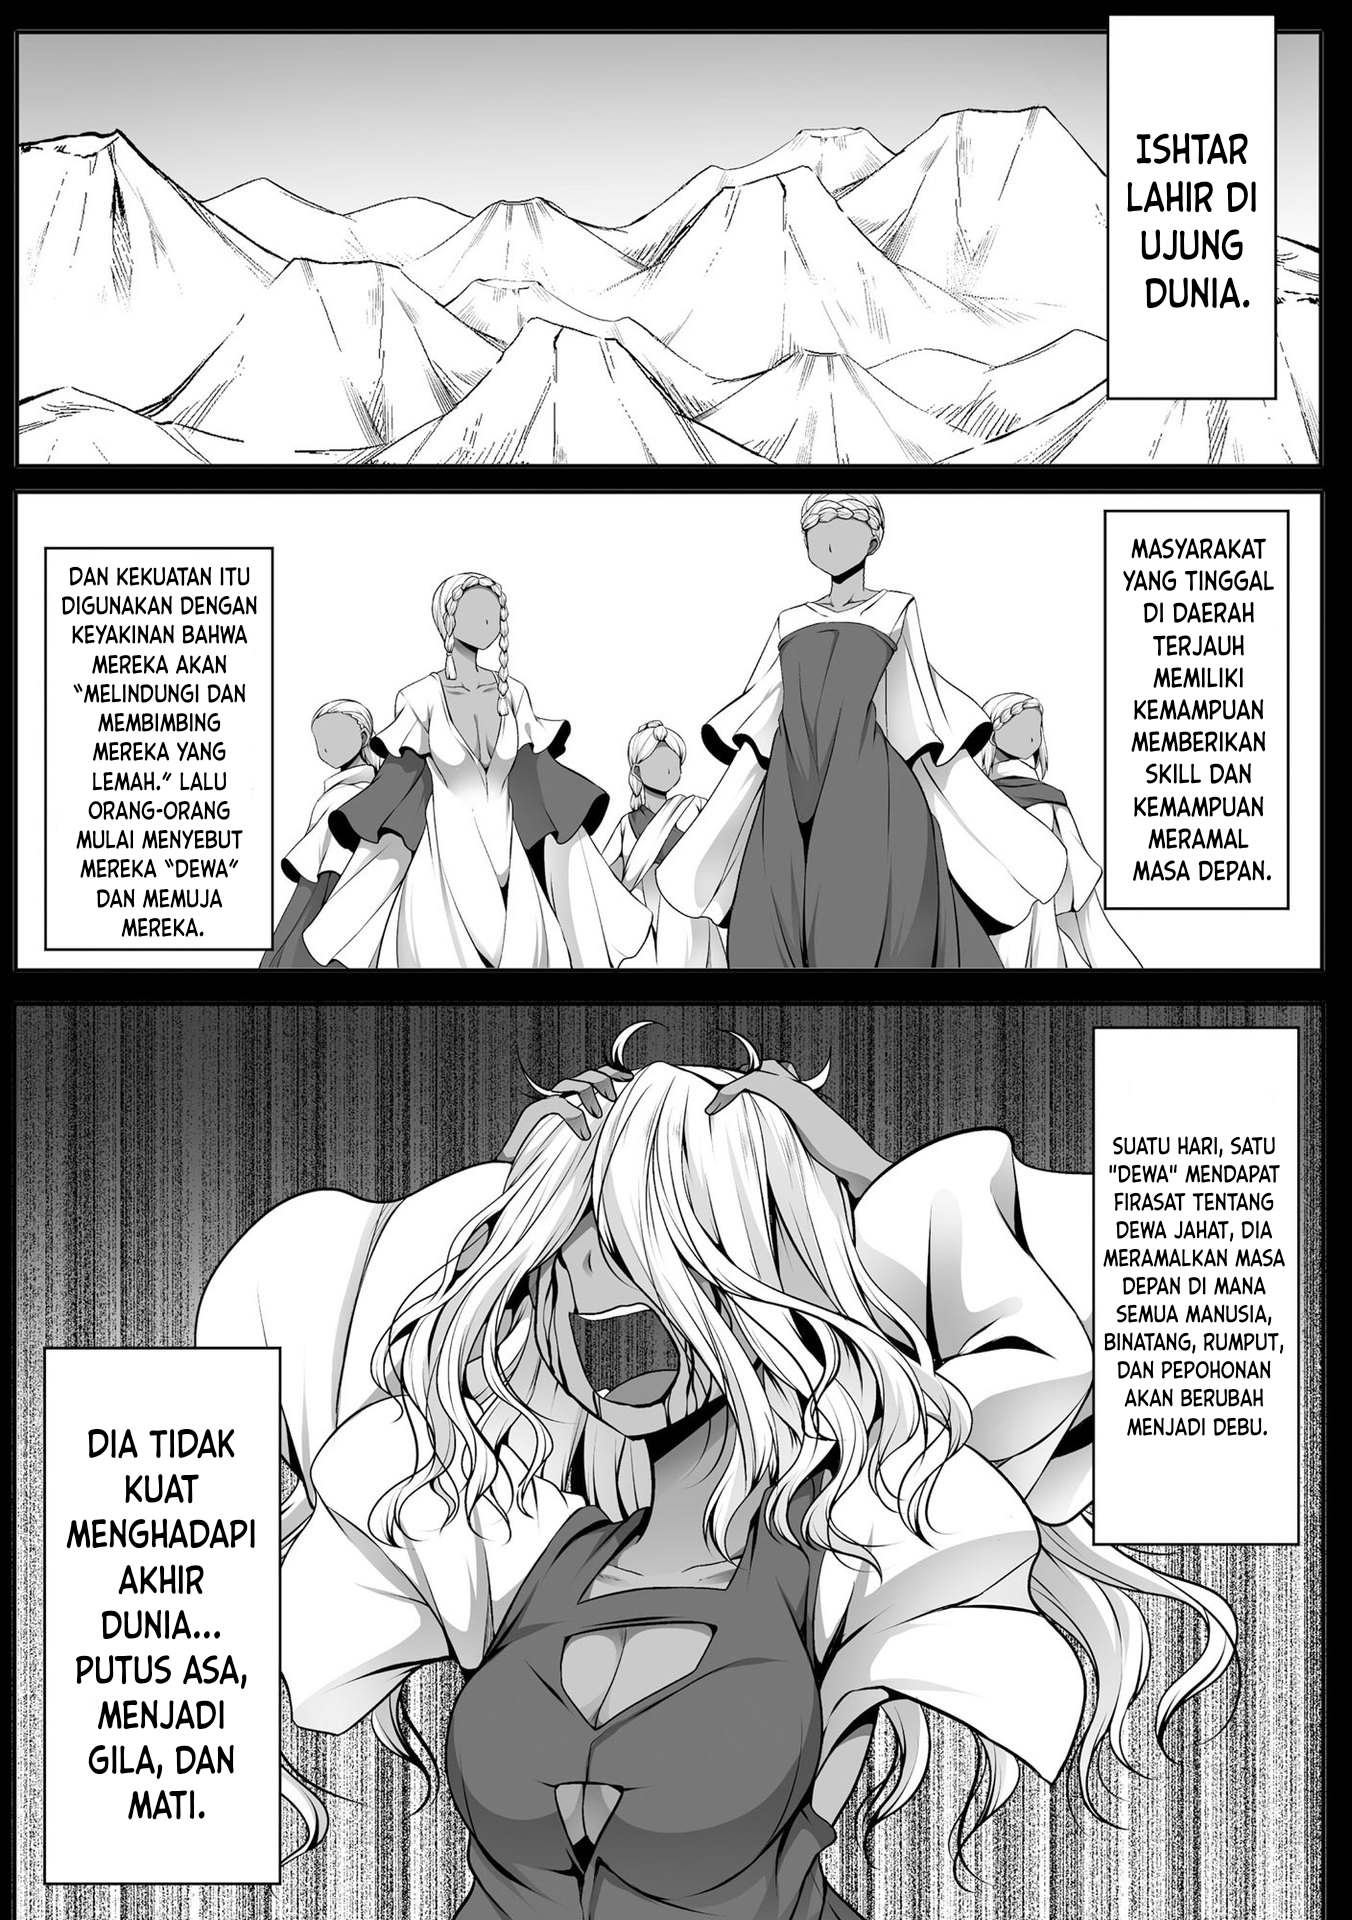 ISHTAR
LAHIR DI
UJUNG
DUNIA.
MASYARAKAT
YANG TINGGAL
DI DAERAH
TERJAUH
MEMILIKI
KEMAMPUAN
MEMBERIKAN
SKILL DAN
KEMAMPUAN
MERAMAL
MASA DEPAN.
DAN KEKUATAN ITU
DIGUNAKAN DENGAN
KEYAKINAN BAHWA
MEREKA AKAN
“MELINDUNGI DAN
MEMBIMBING
MEREKA YANG
LEMAH.” LALU
ORANG-ORANG
MULAI MENYEBUT
MEREKA “DEWA”
DAN MEMUJA
MEREKA.
SUATU HARI, SATU
"DEWA" MENDAPAT
FIRASAT TENTANG
DEWA JAHAT, DIA
MERAMALKAN MASA
DEPAN DI MANA
SEMUA MANUSIA,
BINATANG, RUMPUT,
DAN PEPOHONAN
AKAN BERUBAH
MENJADI DEBU.
DIA TIDAK
KUAT
MENGHADAPI
AKHIR
DUNIA...
PUTUS ASA,
MENJADI
GILA, DAN
MATI.